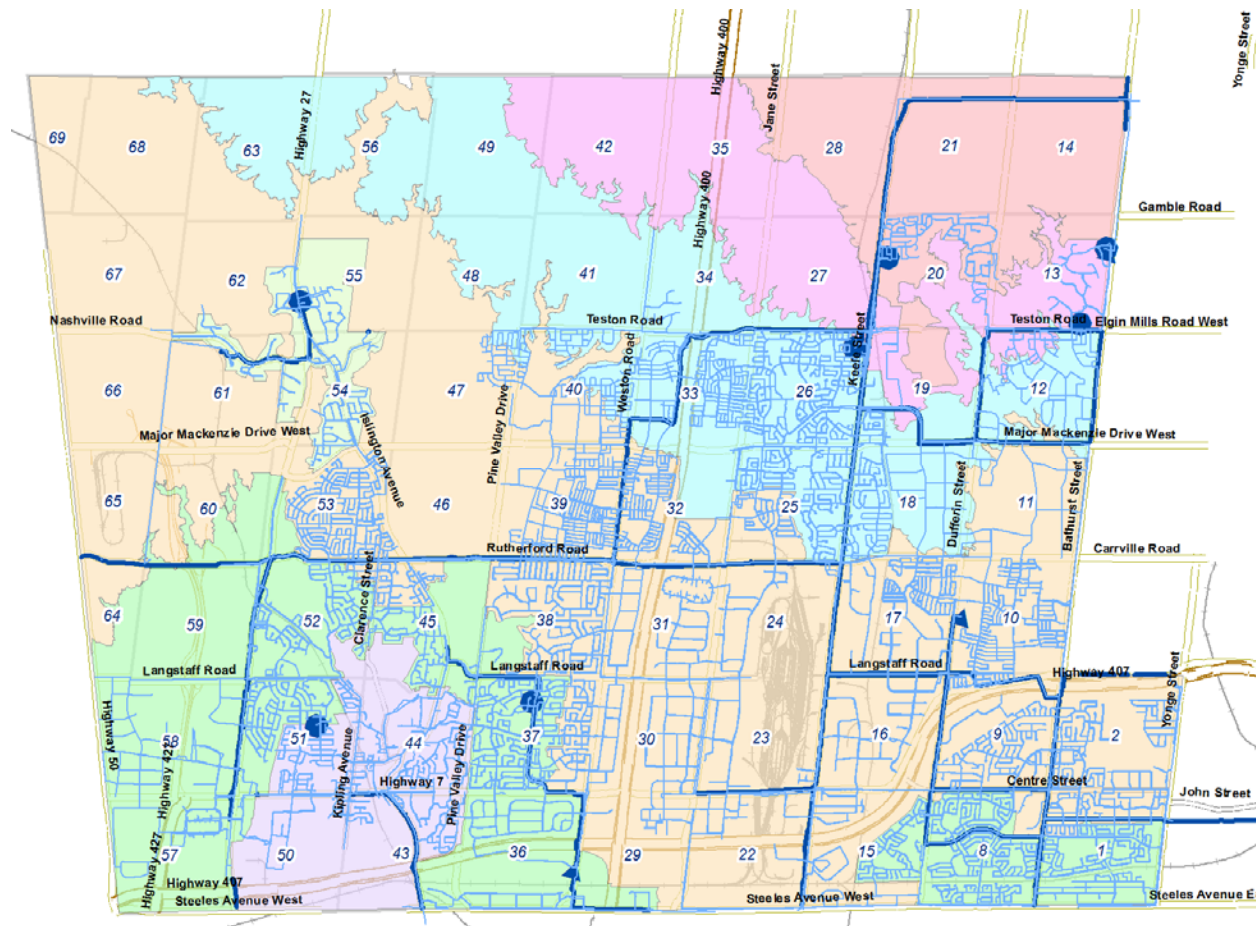 Highway 400
Yonge Street
Jane Street
Highway 27
69
68
63
56
49
42
35
28
21
14
Gamble Road
Highway 400
67
62
55
48
41
34
27
20
13
Nashville Road
Teston Road
Teston Road
Elgin Mills Road West
Keele Street
66
61
54
47
40
Weston Road
33
26
19
12
Pine Valley Drive
Islington Avenue
Major Mackenzie Drive West
Major Mackenzie Drive West
65
60
53
46
39
32
25
18
Dufferin Street
11
Bathurst Street
Rutherford Road
Carrville Road
Clarence Street
64
59
52
45
38
31
24
17
10
Langstaff Road
Langstaff Road
Langstaff Road
Highway 407
Yonge Street
Highway 50
58
Highway 427
51
Kipling Avenue
44
Pine Valley Drive
37
30
23
16
9
2
Highway 7
Centre Street
John Street
57
Highway 427
50
43
36
29
22
15
8
1
Highway 407
Steeles Avenue West
Steeles Avenue West
Steeles Avenue E